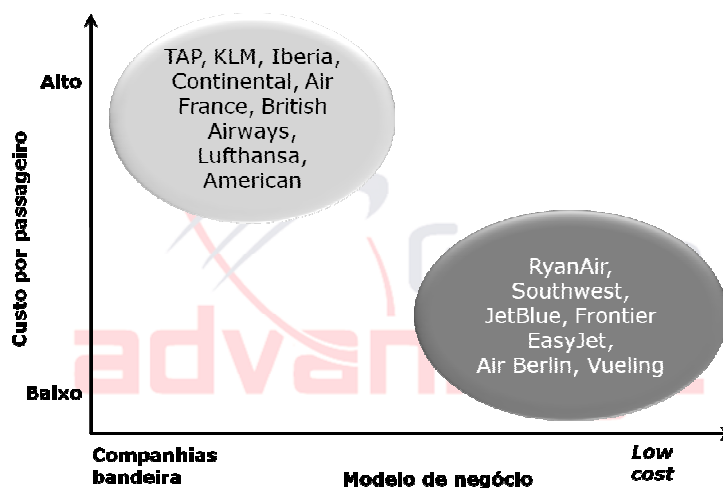 Alto
TAP, KLM, Iberia,
Continental, Air
France, British
Airways,
Lufthansa,
American
Custo por passageiro
RyanAir,
Southwest,
JetBlue, Frontier
EasyJet,
Air Berlin, Vueling
Baixo
Companhias
bandeira
Modelo de negócio
Low
cost